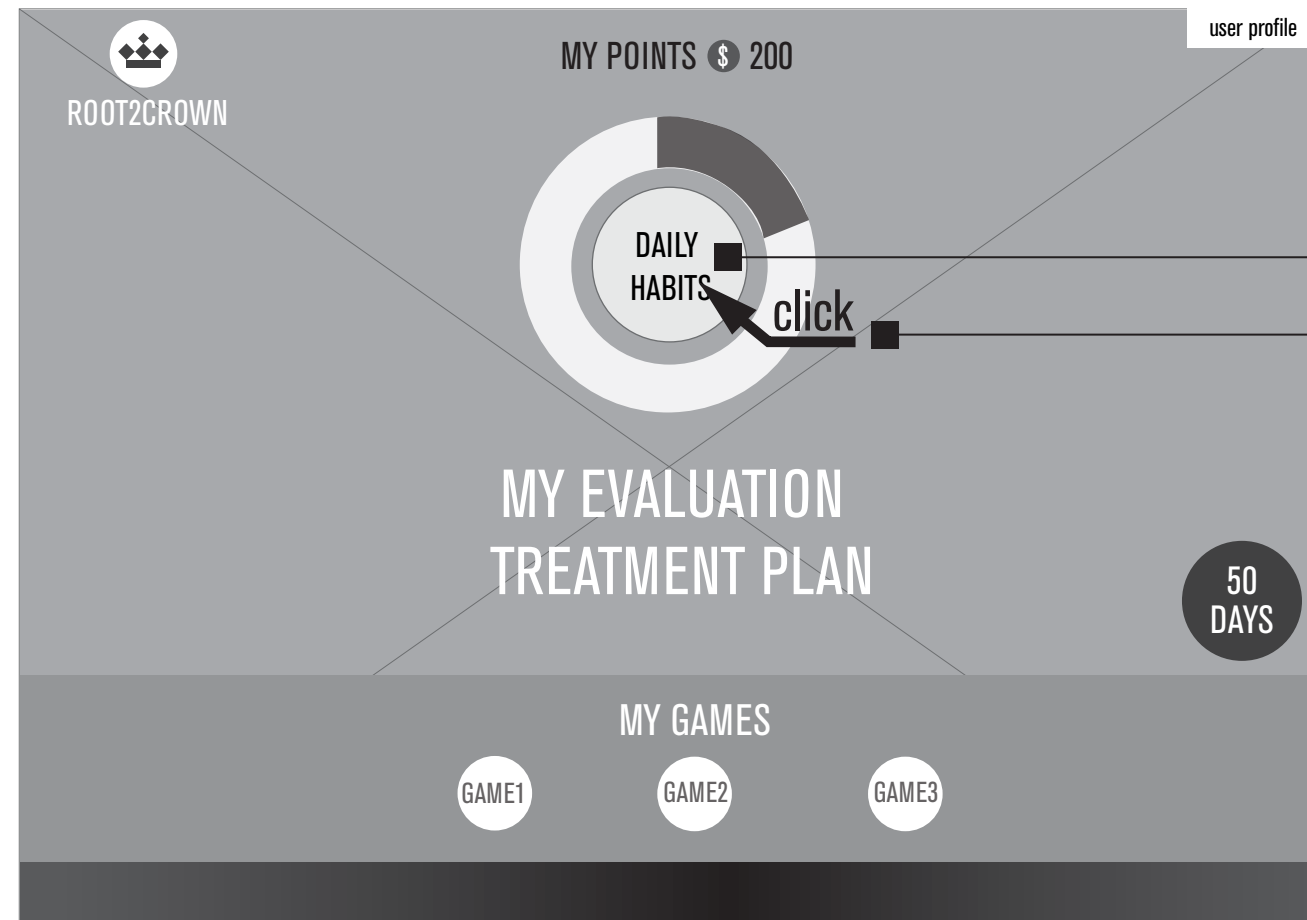 user profile
MY POINTS $ 200
ROOT2CROWN
DAILY
HABITS
click
MY EVALUATION
TREATMENT PLAN
50
DAYS
MY GAMES
GAME1 GAME2 GAME3